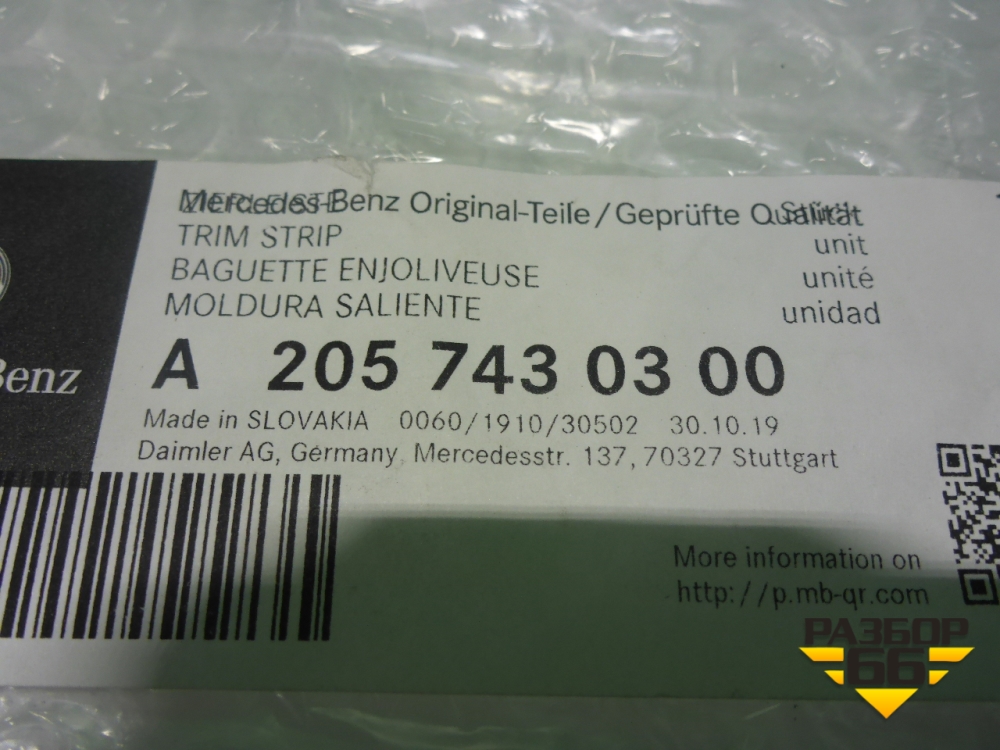 Mercedes-Benz Original-Teile / Geprüfte Qualität
ZIERLEISTE Stück
TRIM STRIP unit
BAGUETTE ENJOLIVEUSE unité
MOLDURA SALIENTE unidad
A 205 743 03 00
Benz
Made in SLOVAKIA 0060/1910/30502 30.10.19
Daimler AG, Germany, Mercedesstr. 137, 70327 Stuttgart
More information on
http://p.mb-qr.com
РАЗБОР
66